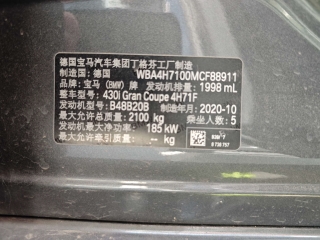 德国宝马汽车集团丁格芬工厂制造
制造国：德国 WBA4H7100MCF88911
品牌：宝马（BMW）牌 发动机排量：1998 mL
整车型号：430i Gran Coupe 4H71F
发动机型号：B48B20B 2020-10
最大允许总质量：2100 kg 乘坐人数：5
发动机最大净功率：185 kW
最大允许牵引质量：-- kg